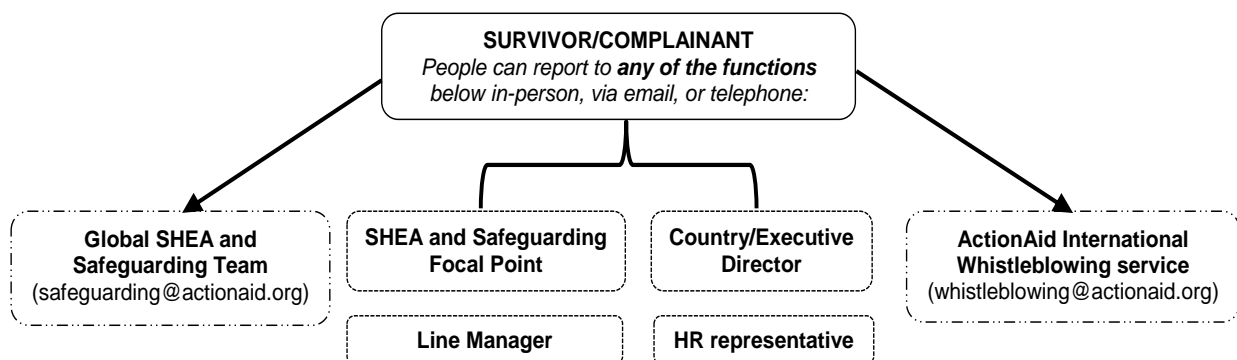 SURVIVOR/COMPLAINANT
People can report to any of the functions
below in-person, via email, or telephone:
Global SHEA and
Safeguarding Team
(safeguarding@actionaid.org)
SHEA and Safeguarding
Focal Point
Country/Executive
Director
ActionAid International
Whistleblowing service
(whistleblowing@actionaid.org)
Line Manager
HR representative